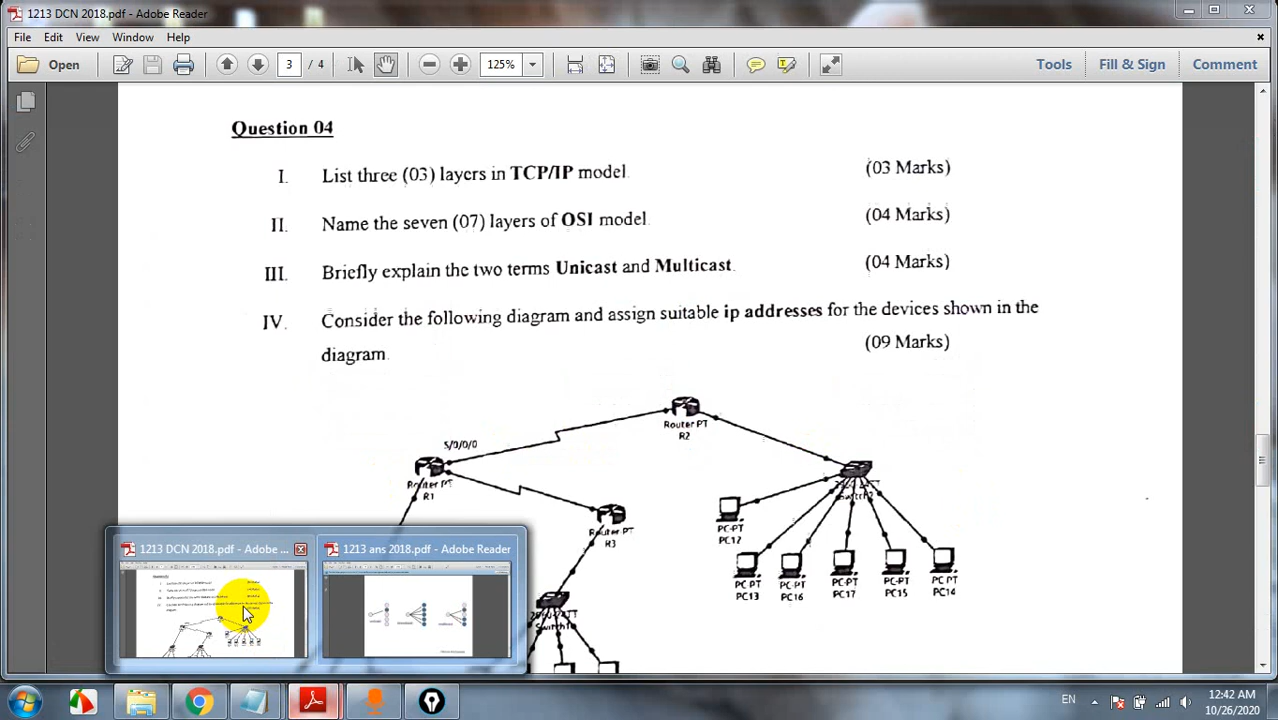 1213 DCN 2018.pdf - Adobe Reader
File Edit View Window Help
Open 3 / 4 125% Tools Fill & Sign Comment
Question 04
I. List three (03) layers in TCP/IP model. (03 Marks)
II. Name the seven (07) layers of OSI model. (04 Marks)
III. Briefly explain the two terms Unicast and Multicast. (04 Marks)
IV. Consider the following diagram and assign suitable ip addresses for the devices shown in the
diagram. (09 Marks)
Router PT
R2
S/0/0/0
Router PT
R1
Switch2
PC-PT
PC12
Router PT
R3
PC PT
PC13
PC-PT
PC16
PC-PT
PC17
PC-PT
PC15
PC PT
PC14
1213 DCN 2018.pdf - Adobe ...
1213 ans 2018.pdf - Adobe Reader
EN
12:42 AM
10/26/2020